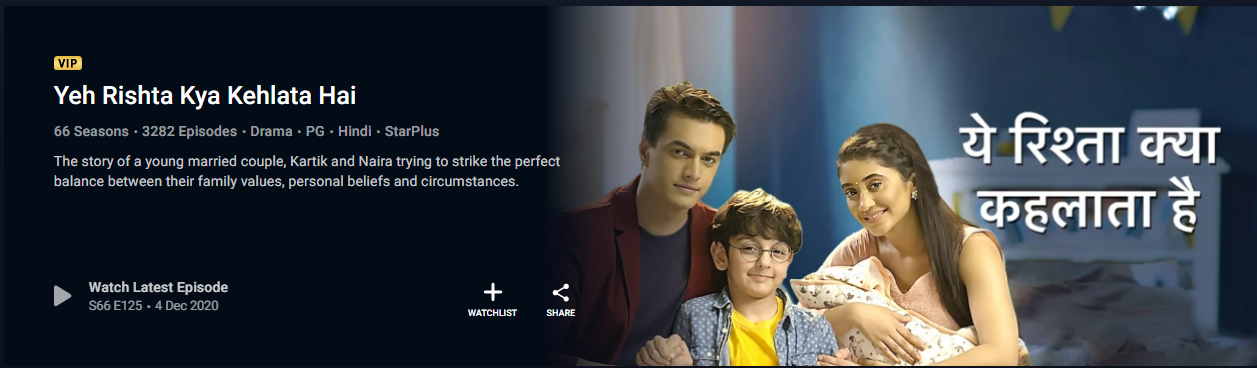 VIP
Yeh Rishta Kya Kehlata Hai
66 Seasons • 3282 Episodes • Drama • PG • Hindi • StarPlus
The story of a young married couple, Kartik and Naira trying to strike the perfect
balance between their family values, personal beliefs and circumstances.
Watch Latest Episode
S66 E125 • 4 Dec 2020
WATCHLIST
SHARE
ये रिश्ता क्या
कहलाता है